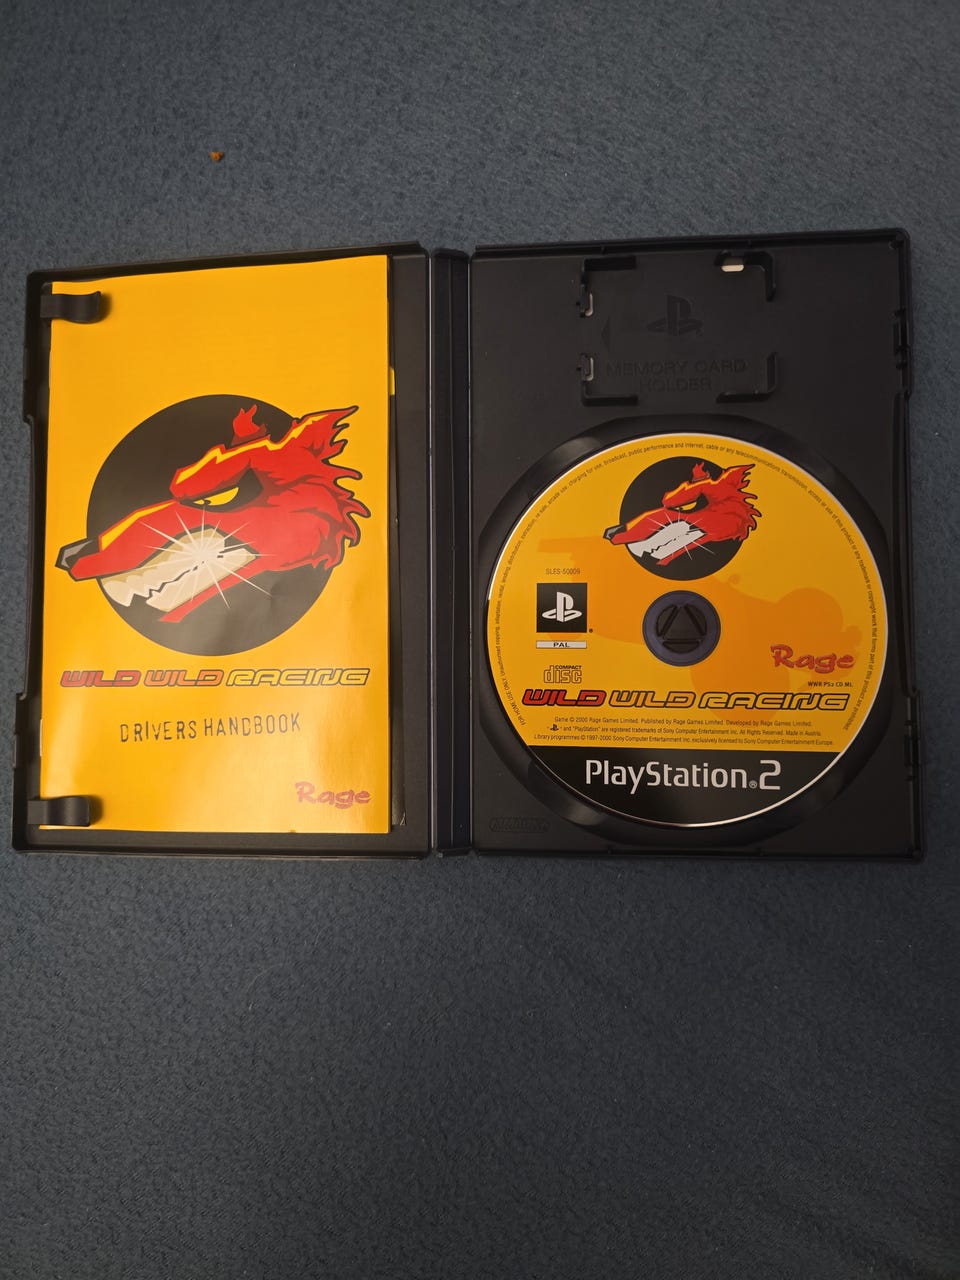 WILD WILD RACING
DRIVERS HANDBOOK
Rage
MEMORY CARD
HOLDER
SLES-50009
PAL
COMPACT
disc
Rage
WWR PS2 CD ML
WILD WILD RACING
Game © 2000 Rage Games Limited. Published by Rage Games Limited. Developed by Rage Games Limited.
and "PlayStation" are registered trademarks of Sony Computer Entertainment Inc. All Rights Reserved. Made in Austria.
Library programmes © 1997-2000 Sony Computer Entertainment Inc. exclusively licensed to Sony Computer Entertainment Europe.
PlayStation®2